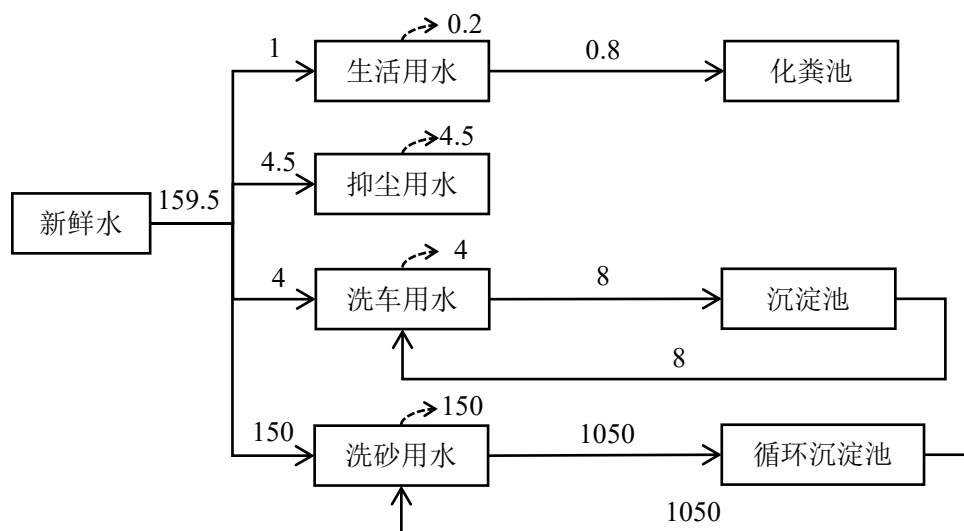 0.2
1
生活用水
0.8
化粪池
4.5
4.5
抑尘用水
159.5
新鲜水
4
4
洗车用水
8
沉淀池
8
150
150
洗砂用水
1050
循环沉淀池
1050